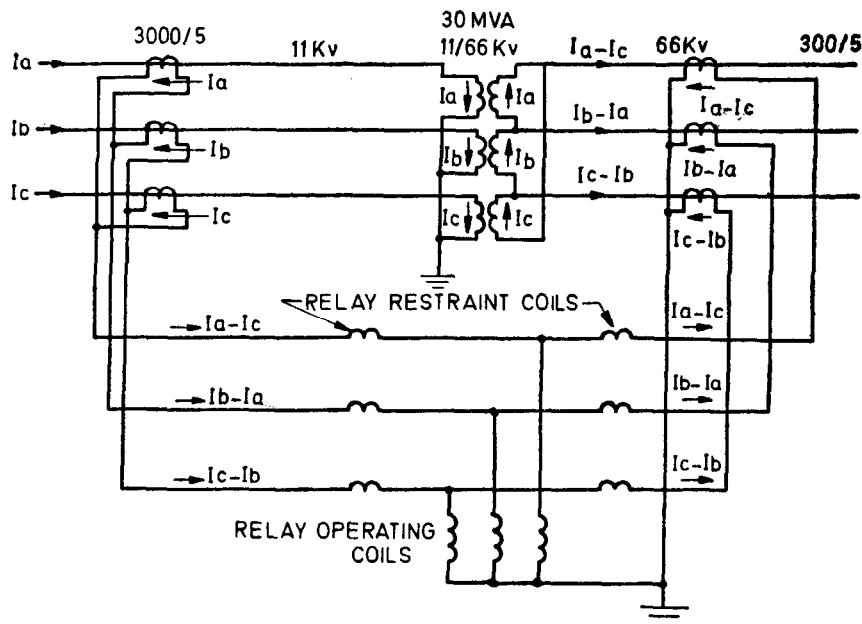 30 MVA
3000/5
11Kv
11/66 Kv
Ia-Ic
66Kv
300/5
Ia
Ia
Ia
Ia
Ia-Ic
Ib
Ib
Ib
Ib
Ib-Ia
Ib-Ia
Ic
Ic
Ic
Ic
Ic-Ib
Ic-Ib
RELAY RESTRAINT COILS
Ia-Ic
Ia-Ic
Ib-Ia
Ib-Ia
Ic-Ib
Ic-Ib
RELAY OPERATING
COILS